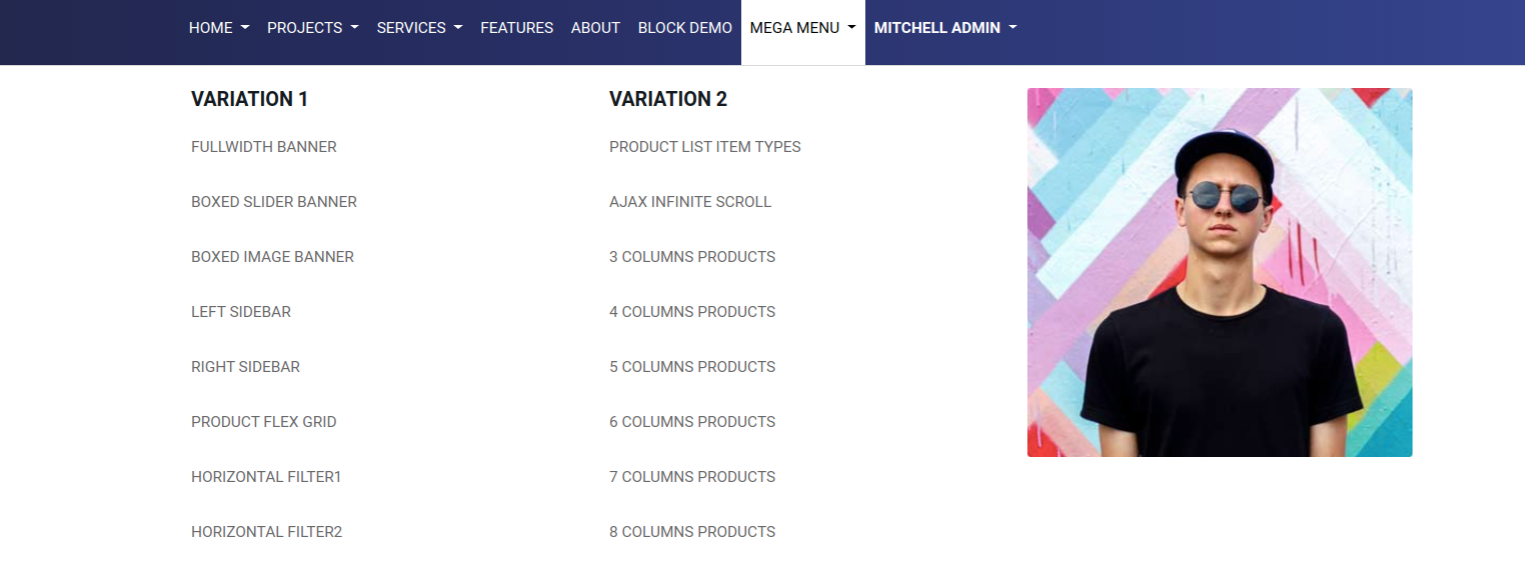 HOME PROJECTS SERVICES FEATURES ABOUT BLOCK DEMO MEGA MENU MITCHELL ADMIN
VARIATION 1
FULLWIDTH BANNER
BOXED SLIDER BANNER
BOXED IMAGE BANNER
LEFT SIDEBAR
RIGHT SIDEBAR
PRODUCT FLEX GRID
HORIZONTAL FILTER1
HORIZONTAL FILTER2
VARIATION 2
PRODUCT LIST ITEM TYPES
AJAX INFINITE SCROLL
3 COLUMNS PRODUCTS
4 COLUMNS PRODUCTS
5 COLUMNS PRODUCTS
6 COLUMNS PRODUCTS
7 COLUMNS PRODUCTS
8 COLUMNS PRODUCTS